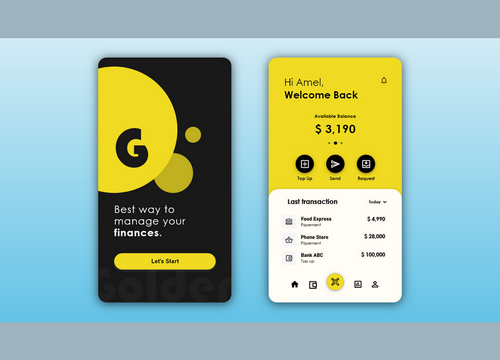 G
Best way to
manage your
finances.
Let's Start
Golden
Hi Amel,
Welcome Back
Available Balance
$ 3,190
Top Up
Send
Request
Last transaction
Today
Food Express
$ 4,990
Payement
Phone Store
$ 28,000
Payement
Bank ABC
$ 100,000
Top up